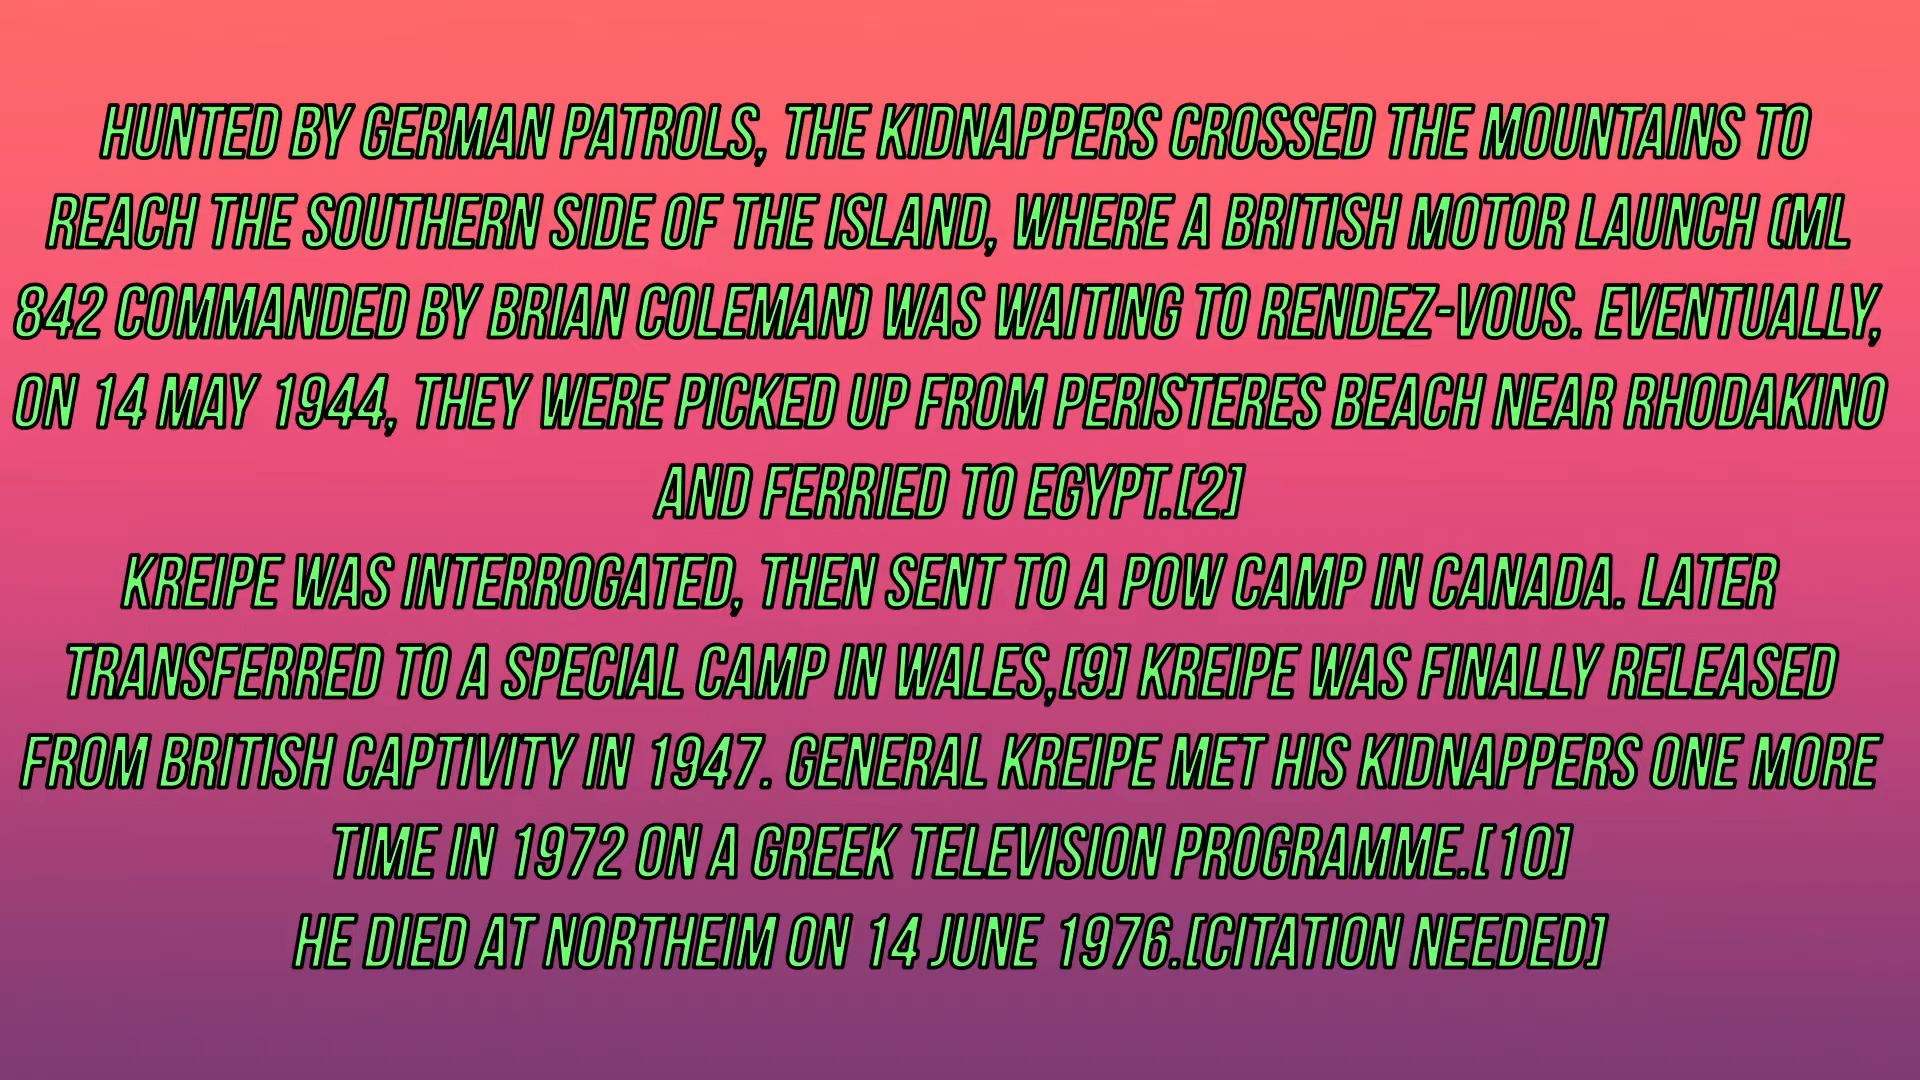 HUNTED BY GERMAN PATROLS, THE KIDNAPPERS CROSSED THE MOUNTAINS TO
REACH THE SOUTHERN SIDE OF THE ISLAND, WHERE A BRITISH MOTOR LAUNCH (ML
842 COMMANDED BY BRIAN COLEMAN) WAS WAITING TO RENDEZ-VOUS. EVENTUALLY,
ON 14 MAY 1944, THEY WERE PICKED UP FROM PERISTERES BEACH NEAR RHODAKINO
AND FERRIED TO EGYPT.[2]
KREIPE WAS INTERROGATED, THEN SENT TO A POW CAMP IN CANADA. LATER
TRANSFERRED TO A SPECIAL CAMP IN WALES,[9] KREIPE WAS FINALLY RELEASED
FROM BRITISH CAPTIVITY IN 1947. GENERAL KREIPE MET HIS KIDNAPPERS ONE MORE
TIME IN 1972 ON A GREEK TELEVISION PROGRAMME.[10]
HE DIED AT NORTHEIM ON 14 JUNE 1976.[CITATION NEEDED]